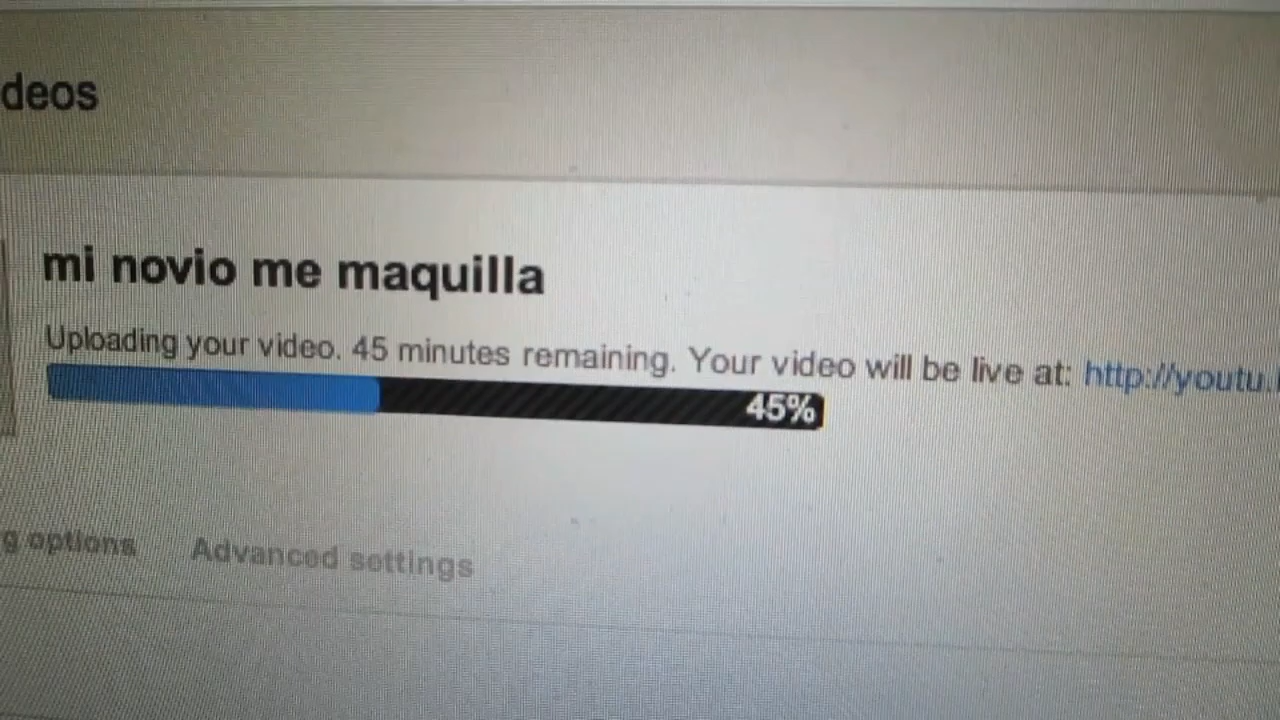 deos
mi novio me maquilla
Uploading your video. 45 minutes remaining. Your video will be live at: http://youtu.
45%
g options Advanced settings